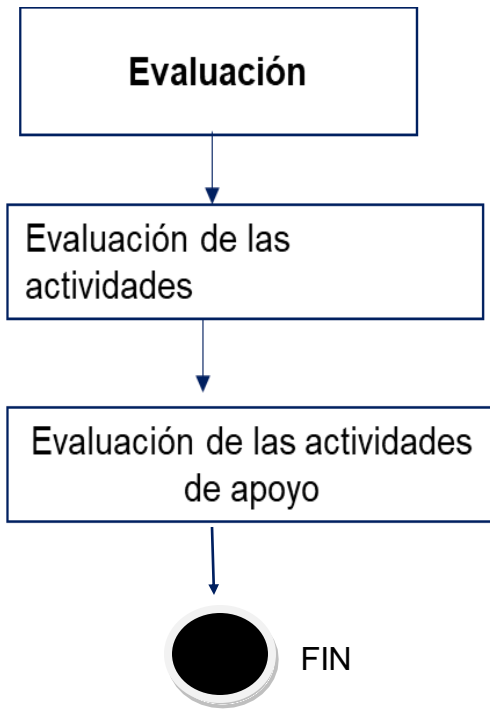 Evaluación
Evaluación de las
actividades
Evaluación de las actividades
de apoyo
FIN